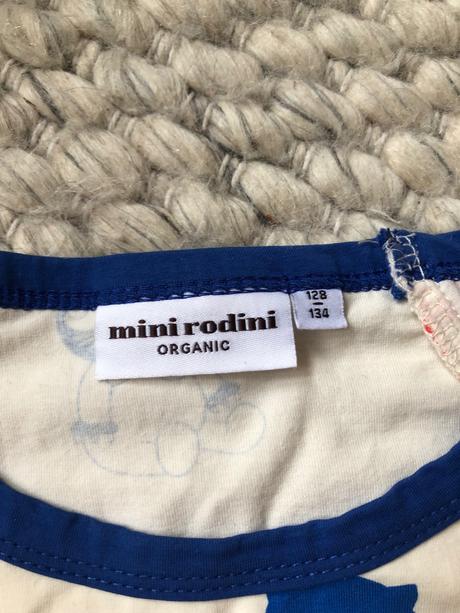 mini rodini
ORGANIC
128
134